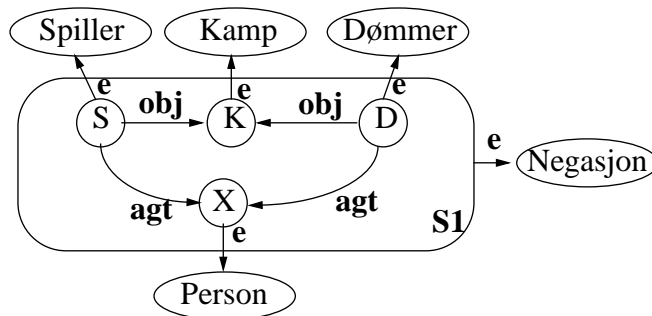 Spiller Kamp Dømmer
e e e
S obj K obj D
e
Negasjon
agt X agt
S1
e
Person